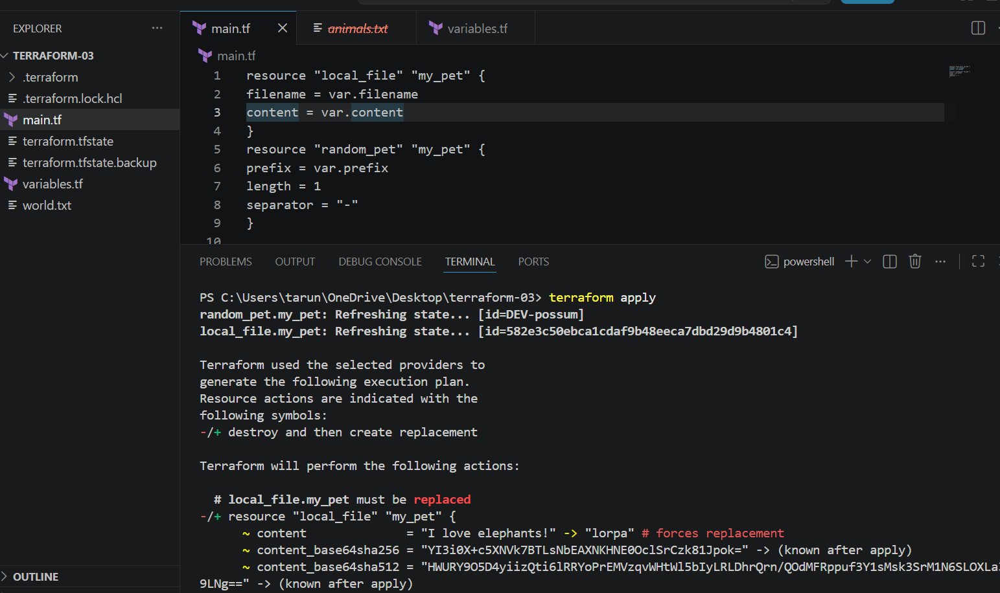 EXPLORER
TERRAFORM-03
.terraform
.terraform.lock.hcl
main.tf
terraform.tfstate
terraform.tfstate.backup
variables.tf
world.txt
OUTLINE
main.tf
animals.txt
variables.tf
main.tf
1 resource "local_file" "my_pet" {
2 filename = var.filename
3 content = var.content
4 }
5 resource "random_pet" "my_pet" {
6 prefix = var.prefix
7 length = 1
8 separator = "-"
9 }
10
PROBLEMS OUTPUT DEBUG CONSOLE TERMINAL PORTS powershell
PS C:\Users\tarun\OneDrive\Desktop\terraform-03> terraform apply
random_pet.my_pet: Refreshing state... [id=DEV-possum]
local_file.my_pet: Refreshing state... [id=582e3c50ebca1cdaf9b48eeca7dbd29d9b4801c4]
Terraform used the selected providers to
generate the following execution plan.
Resource actions are indicated with the
following symbols:
-/+ destroy and then create replacement
Terraform will perform the following actions:
# local_file.my_pet must be replaced
-/+ resource "local_file" "my_pet" {
~ content = "I love elephants!" -> "lorpa" # forces replacement
~ content_base64sha256 = "YI3i0X+c5XNVk7BTLsNbEAXNKHNE0OclSrCzk81Jpok=" -> (known after apply)
~ content_base64sha512 = "HWURY9O5D4yiizQti6lRRYoPrEMVzqvWHtWl5bIyLRLDhrQrn/QOdMFRppuf3Y1sMsk3SrM1N6SLOXLa
9LNg==" -> (known after apply)